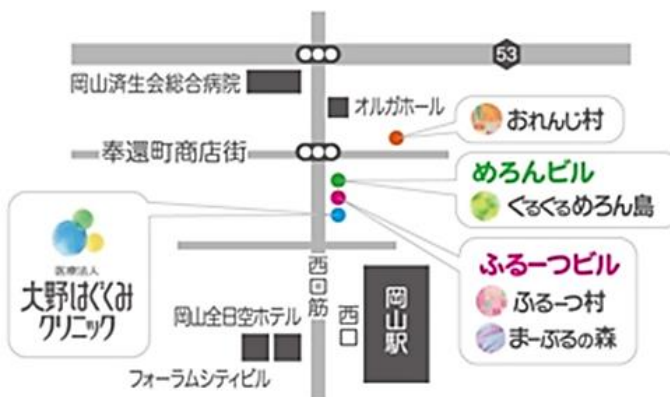 53
岡山済生会総合病院
オルガホール
おれんじ村
奉還町商店街
めろんビル
ぐるぐるめろん島
医療法人
大野はぐくみ
クリニック
ふるーつビル
ふるーつ村
まーぶるの森
西口筋
西口
岡山駅
岡山全日空ホテル
フォーラムシティビル